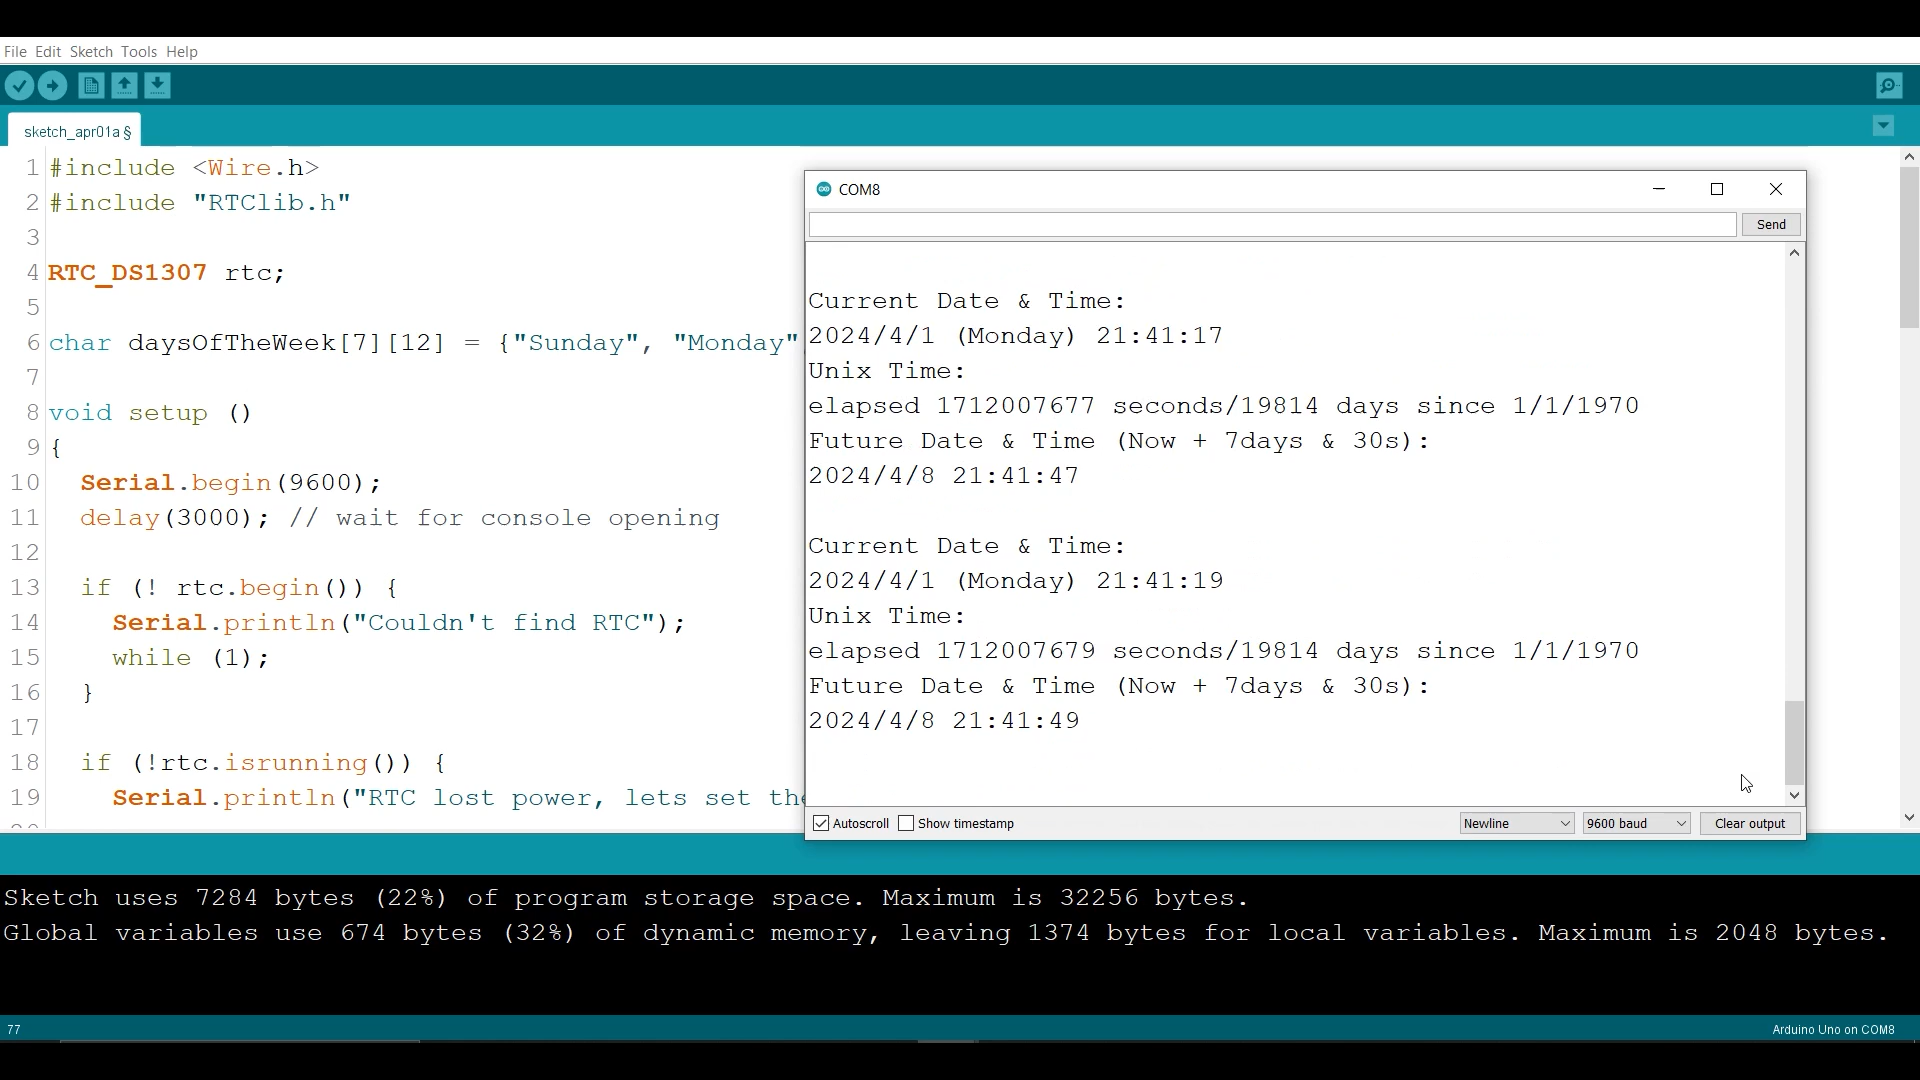 File Edit Sketch Tools Help
sketch_apr01a §
1 #include <Wire.h>
2 #include "RTClib.h"
3
4 RTC_DS1307 rtc;
5
6 char daysOfTheWeek[7][12] = {"Sunday", "Monday"
7
8 void setup ()
9 {
10 Serial.begin(9600);
11 delay(3000); // wait for console opening
12
13 if (! rtc.begin()) {
14 Serial.println("Couldn't find RTC");
15 while (1);
16 }
17
18 if (!rtc.isrunning()) {
19 Serial.println("RTC lost power, lets set the
COM8
Send
Current Date & Time:
2024/4/1 (Monday) 21:41:17
Unix Time:
elapsed 1712007677 seconds/19814 days since 1/1/1970
Future Date & Time (Now + 7days & 30s):
2024/4/8 21:41:47
Current Date & Time:
2024/4/1 (Monday) 21:41:19
Unix Time:
elapsed 1712007679 seconds/19814 days since 1/1/1970
Future Date & Time (Now + 7days & 30s):
2024/4/8 21:41:49
Autoscroll Show timestamp Newline 9600 baud Clear output
Sketch uses 7284 bytes (22%) of program storage space. Maximum is 32256 bytes.
Global variables use 674 bytes (32%) of dynamic memory, leaving 1374 bytes for local variables. Maximum is 2048 bytes.
77 Arduino Uno on COM8